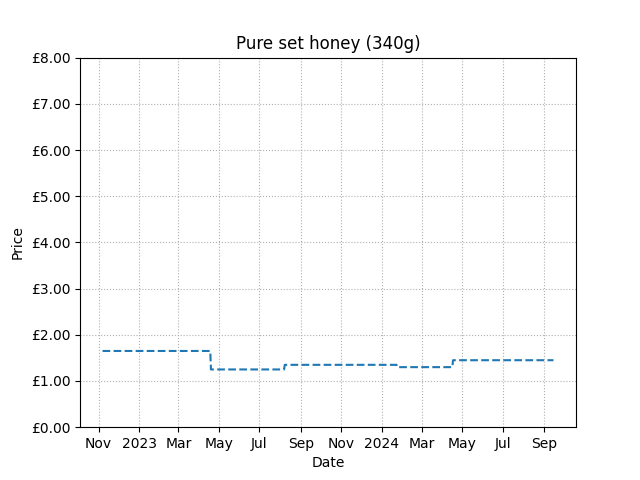 Pure set honey (340g)
£8.00
£7.00
£6.00
£5.00
£4.00
£3.00
£2.00
£1.00
£0.00
Price
Nov 2023 Mar May Jul Sep Nov 2024 Mar May Jul Sep
Date